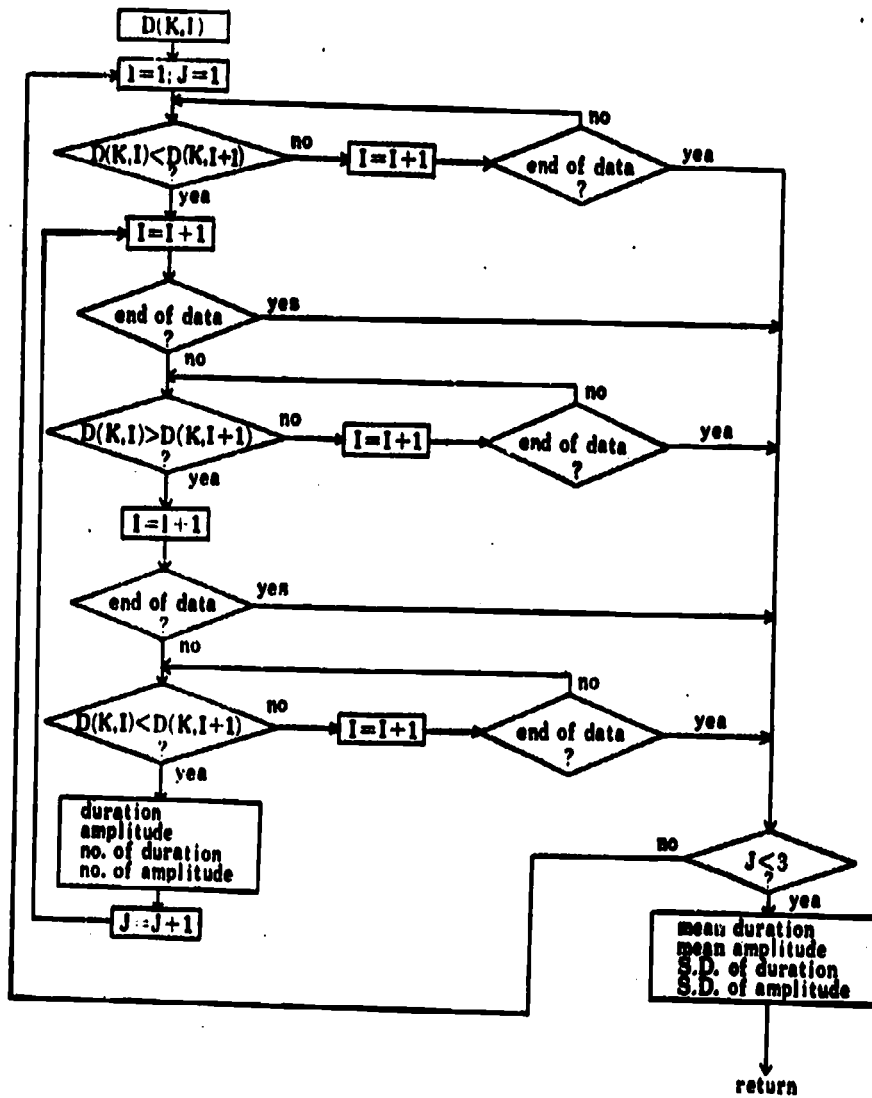 D(K,I)
I=1; J=1
D(K,I)<D(K,I+1)
?
no
I=I+1
no
end of data
?
yea
yea
I=I+1
end of data
?
yes
no
D(K,I)>D(K,I+1)
?
no
I=I+1
no
end of data
?
yea
yea
I=I+1
end of data
?
yes
no
D(K,I)<D(K,I+1)
?
no
I=I+1
no
end of data
?
yea
yea
duration
amplitude
no. of duration
no. of amplitude
J=J+1
no
J<3
?
yea
mean duration
mean amplitude
S.D. of duration
S.D. of amplitude
return